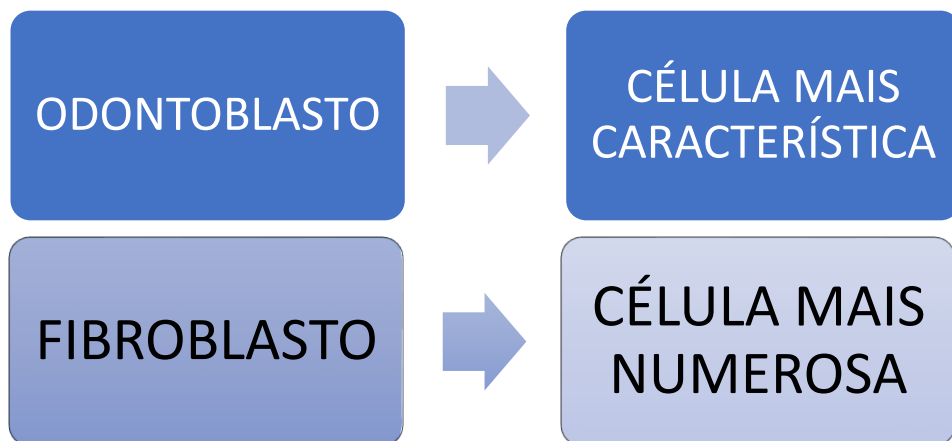 ODONTOBLASTO
CÉLULA MAIS
CARACTERÍSTICA
FIBROBLASTO
CÉLULA MAIS
NUMEROSA